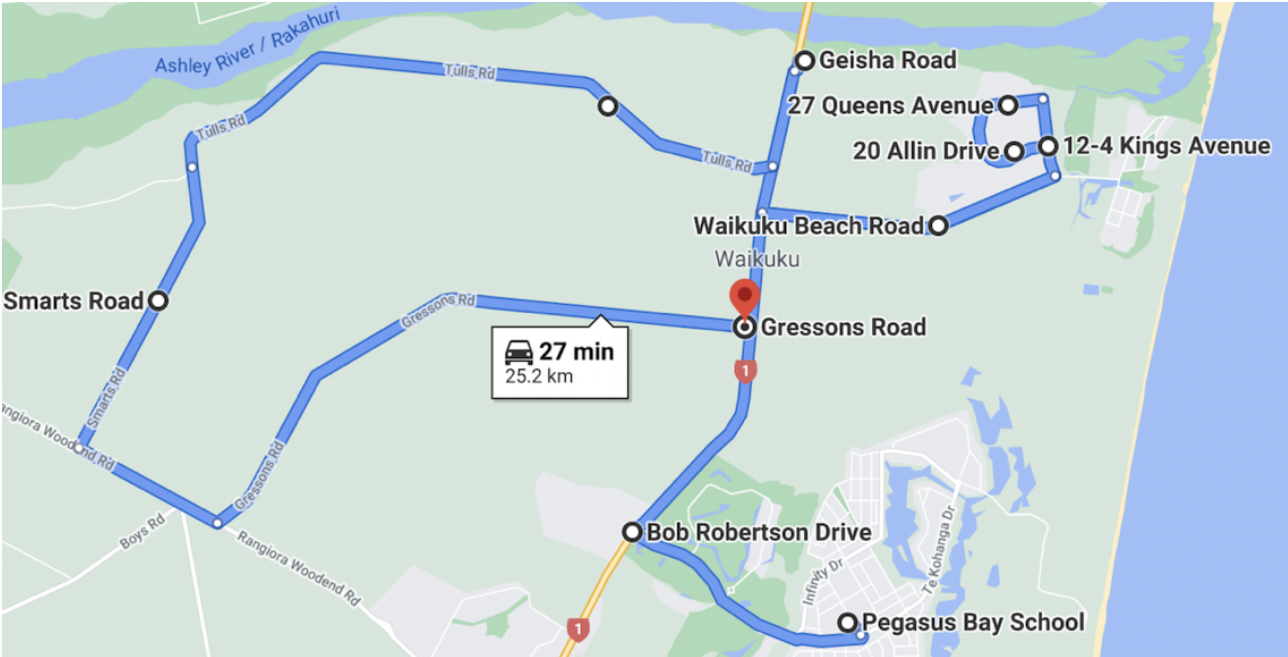 Ashley River / Rakahuri
Geisha Road
Tulls Rd
27 Queens Avenue
Tulls Rd
20 Allin Drive
12-4 Kings Avenue
Tulls Rd
Waikuku Beach Road
Waikuku
Smarts Road
Gressons Rd
Gressons Road
27 min
25.2 km
1
Smarts Rd
angiora Woodend Rd
Gressons Rd
Boys Rd
Rangiora Woodend Rd
Bob Robertson Drive
Te Kohanga Dr
Infinity Dr
Pegasus Bay School
1